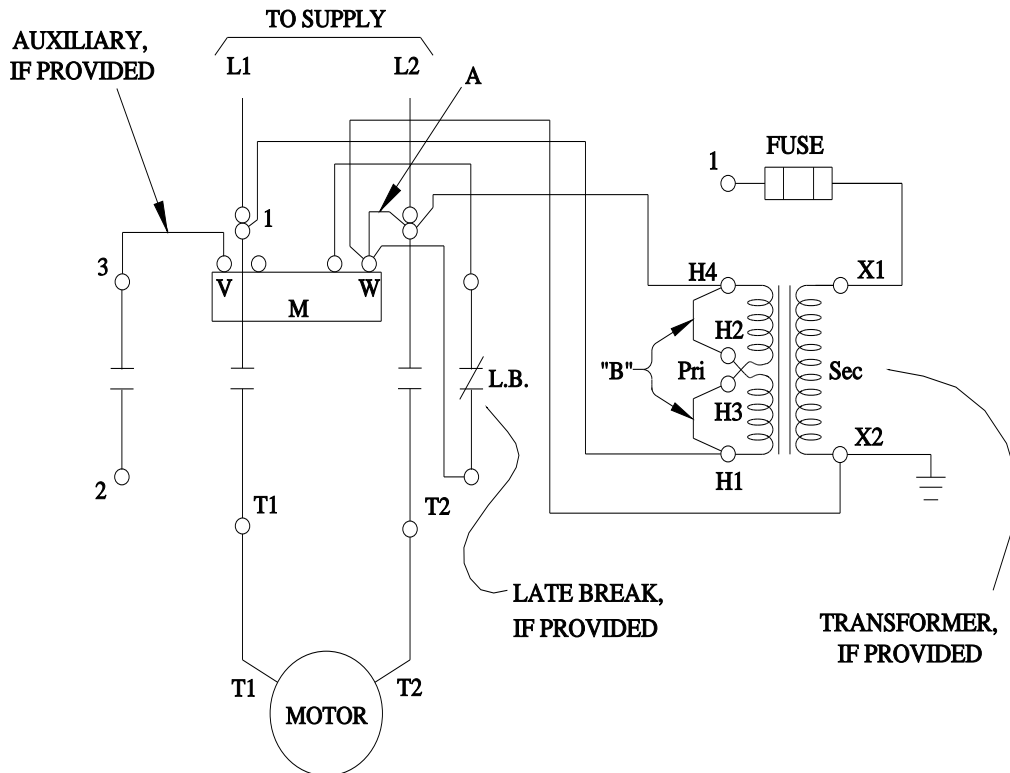 TO SUPPLY
AUXILIARY,
IF PROVIDED
L1
L2
A
FUSE
1
1
3
V
W
M
H4
X1
H2
"B"
Pri
Sec
L.B.
H3
X2
H1
2
T1
T2
LATE BREAK,
IF PROVIDED
TRANSFORMER,
IF PROVIDED
T1
T2
MOTOR